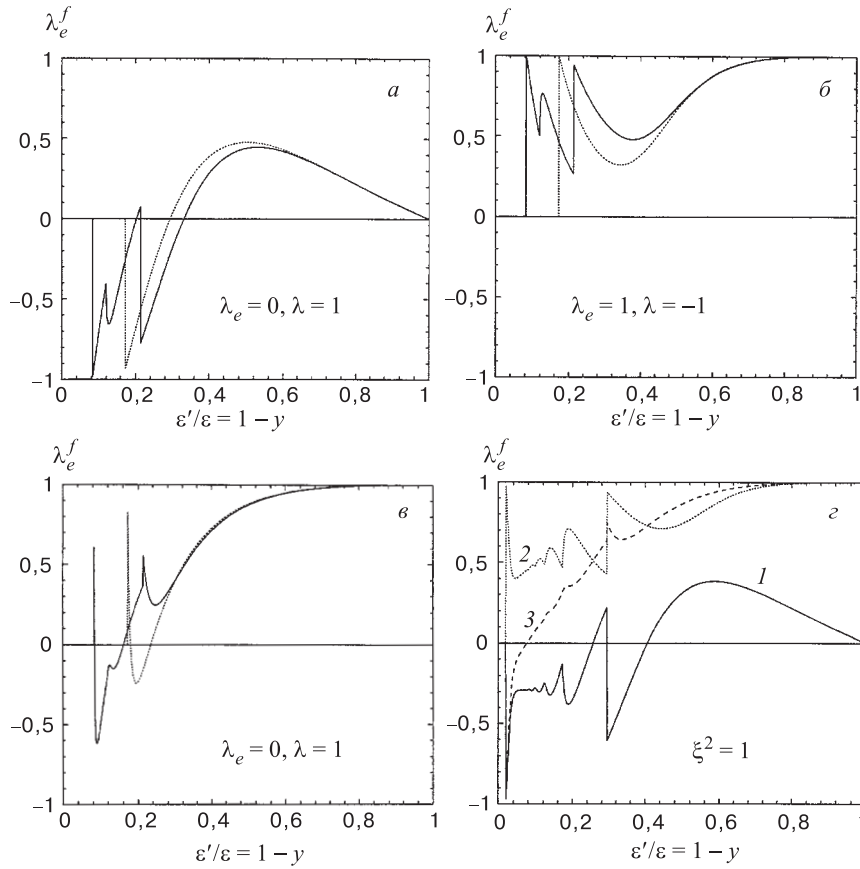 λ_e^f
1
0,5
0
−0,5
−1
а
λ_e = 0, λ = 1
0 0,2 0,4 0,6 0,8 1
ε′/ε = 1 − y
1
0,5
0
−0,5
−1
б
λ_e = 1, λ = −1
0 0,2 0,4 0,6 0,8 1
ε′/ε = 1 − y
λ_e^f
1
0,5
0
−0,5
−1
в
λ_e = 0, λ = 1
0 0,2 0,4 0,6 0,8 1
ε′/ε = 1 − y
λ_e^f
1
0,5
0
−0,5
−1
г
2
3
1
ξ² = 1
0 0,2 0,4 0,6 0,8 1
ε′/ε = 1 − y